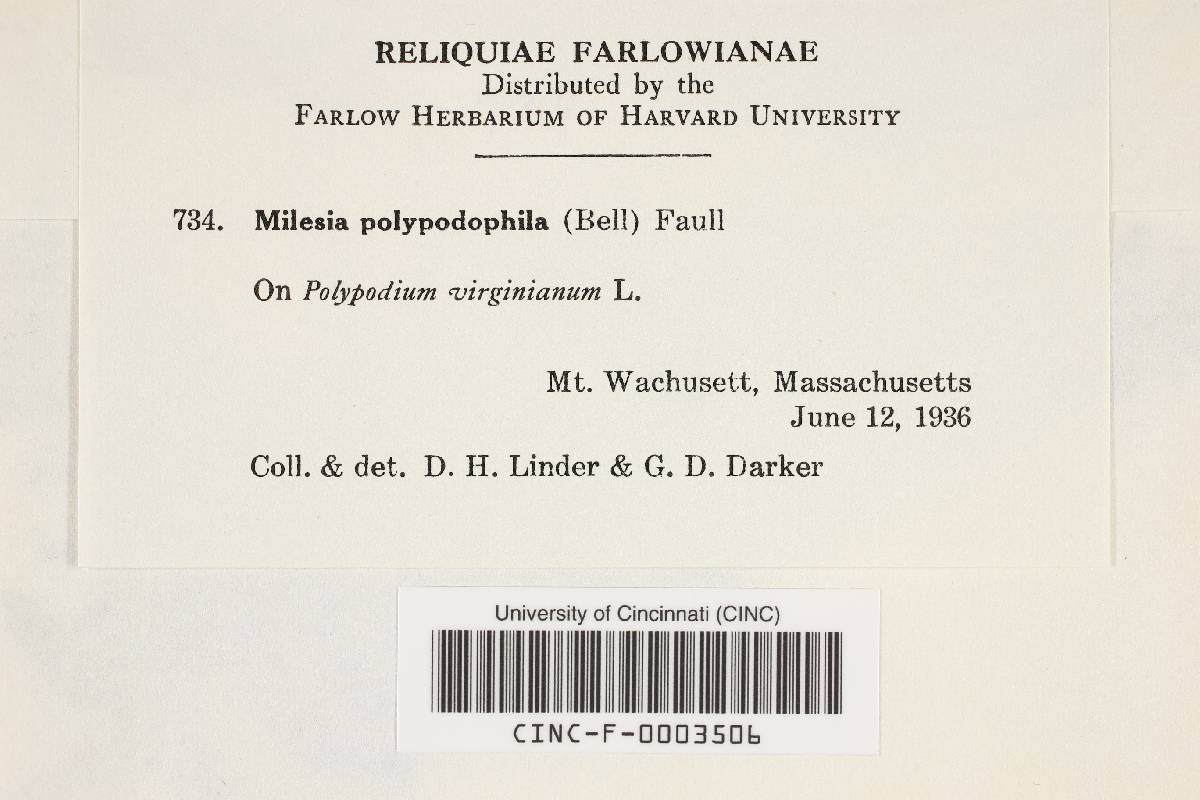 RELIQUIAE FARLOWIANAE
Distributed by the
FARLOW HERBARIUM OF HARVARD UNIVERSITY
734. Milesia polypodophila (Bell) Faull
On Polypodium virginianum L.
Mt. Wachusett, Massachusetts
June 12, 1936
Coll. & det. D. H. Linder & G. D. Darker
University of Cincinnati (CINC)
CINC-F-0003506